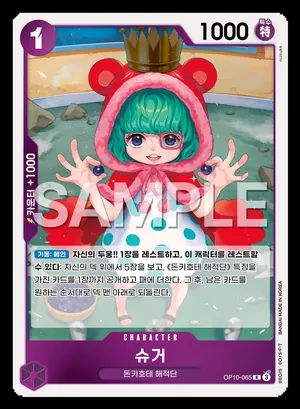 1
1000
특수
特
카운터 +1000
SAMPLE
기동: 메인 자신의 두웅!! 1장을 레스트하고, 이 캐릭터를 레스트할
수 있다: 자신의 덱 위에서 5장을 보고, 《돈키호테 해적단》 특징을
가진 카드를 1장까지 공개하고 패에 더한다. 그 후, 남은 카드를
원하는 순서대로 덱 맨 아래로 되돌린다.
CHARACTER
슈거
돈키호테 해적단
OP10-065 R
BANDAI MADE IN KOREA